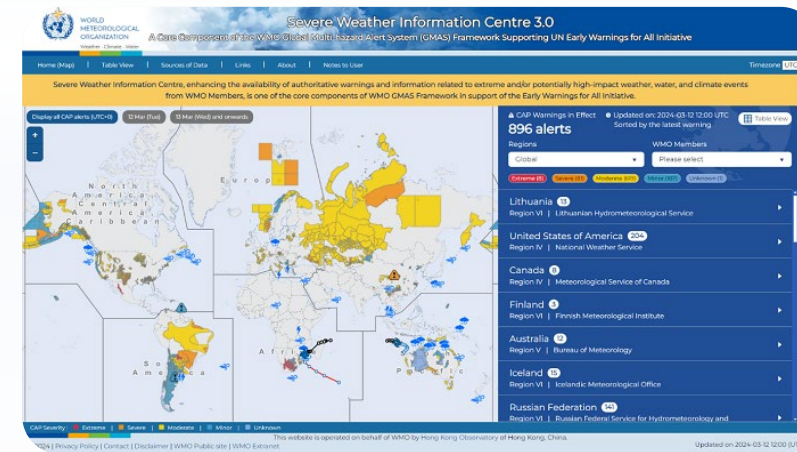 WORLD
METEOROLOGICAL
ORGANIZATION
Weather · Climate · Water
Severe Weather Information Centre 3.0
A Core Component of the WMO Global Multi-hazard Alert System (GMAS) Framework Supporting UN Early Warnings for All Initiative
Home (Map) | Table View | Sources of Data | Links | About | Notes to User
Timezone UTC
Severe Weather Information Centre, enhancing the availability of authoritative warnings and information related to extreme and/or potentially high-impact weather, water, and climate events
from WMO Members, is one of the core components of WMO GMAS Framework in support of the Early Warnings for All Initiative.
Display all CAP alerts (UTC+0) 12 Mar (Tue) 13 Mar (Wed) and onwards
+
−
North
America,
Central
America,
Caribbean
Europe
Africa
South
America
Pacific
CAP Warnings in Effect Updated on: 2024-03-12 12:00 UTC
Sorted by the latest warning
896 alerts
Table View
Regions WMO Members
Global Please select
Extreme (8) Severe (81) Moderate Minor Unknown (1)
Lithuania 13
Region VI | Lithuanian Hydrometeorological Service
United States of America 204
Region IV | National Weather Service
Canada 8
Region IV | Meteorological Service of Canada
Finland 3
Region VI | Finnish Meteorological Institute
Australia 12
Region V | Bureau of Meteorology
Iceland 15
Region VI | Icelandic Meteorological Office
Russian Federation 141
Region VI | Russian Federal Service for Hydrometeorology and
CAP Severity : Extreme | Severe | Moderate | Minor | Unknown
This website is operated on behalf of WMO by Hong Kong Observatory of Hong Kong, China.
2024 | Privacy Policy | Contact | Disclaimer | WMO Public site | WMO Extranet
Updated on 2024-03-12 12:00 (U